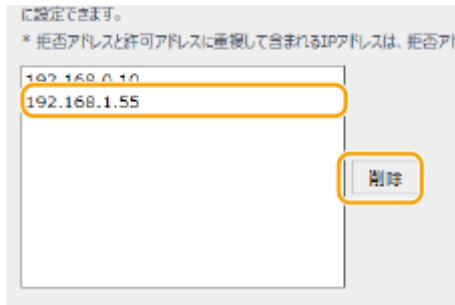 に設定できます。
* 拒否アドレスと許可アドレスに重複して含まれるIPアドレスは、拒否アド
192.168.0.10
192.168.1.55
削除